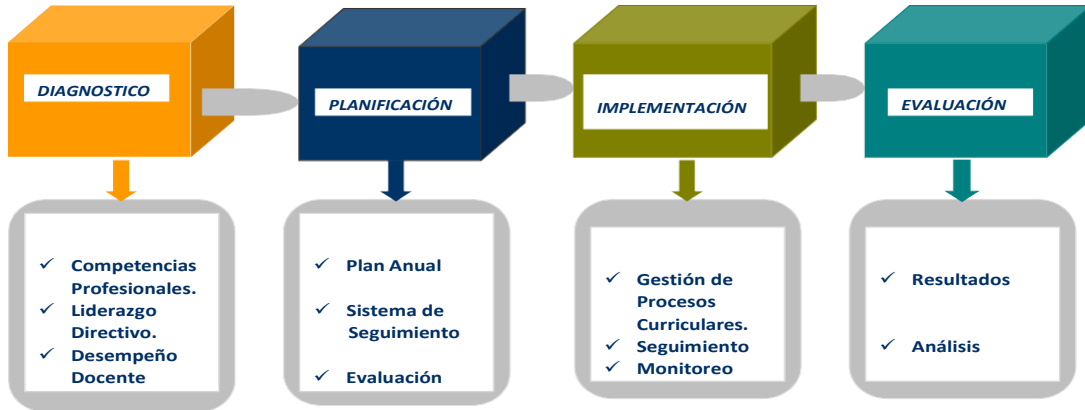 DIAGNOSTICO
PLANIFICACIÓN
IMPLEMENTACIÓN
EVALUACIÓN
✓ Competencias
Profesionales.
✓ Liderazgo
Directivo.
✓ Desempeño
Docente
✓ Plan Anual
✓ Sistema de
Seguimiento
✓ Evaluación
✓ Gestión de
Procesos
Curriculares.
✓ Seguimiento
✓ Monitoreo
✓ Resultados
✓ Análisis